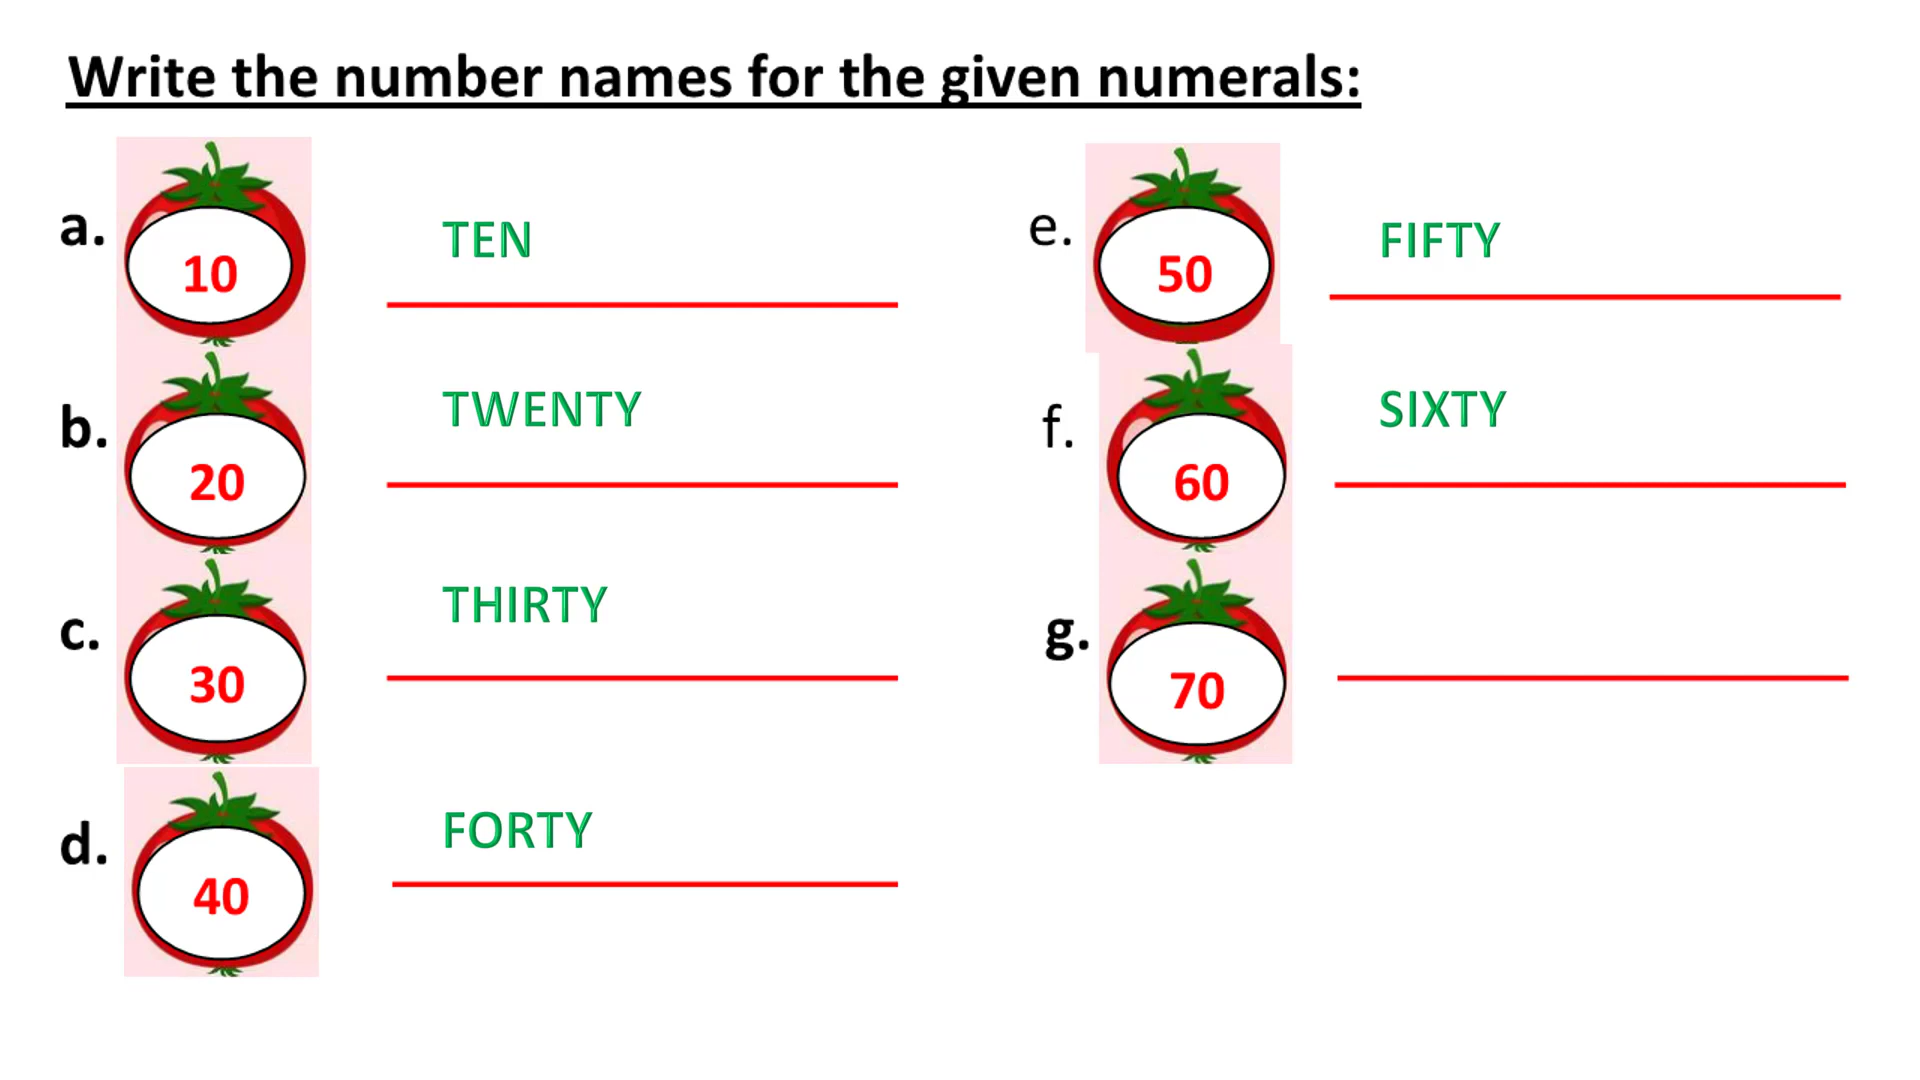 Write the number names for the given numerals:
a. 10 TEN
b. 20 TWENTY
c. 30 THIRTY
d. 40 FORTY
e. 50 FIFTY
f. 60 SIXTY
g. 70